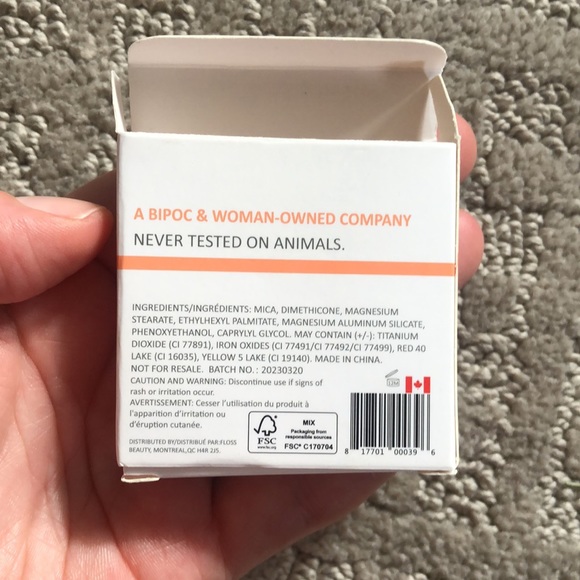 A BIPOC & WOMAN-OWNED COMPANY
NEVER TESTED ON ANIMALS.
INGREDIENTS/INGRÉDIENTS: MICA, DIMETHICONE, MAGNESIUM
STEARATE, ETHYLHEXYL PALMITATE, MAGNESIUM ALUMINUM SILICATE,
PHENOXYETHANOL, CAPRYLYL GLYCOL. MAY CONTAIN (+/-): TITANIUM
DIOXIDE (CI 77891), IRON OXIDES (CI 77491/CI 77492/CI 77499), RED 40
LAKE (CI 16035), YELLOW 5 LAKE (CI 19140). MADE IN CHINA.
NOT FOR RESALE. BATCH NO. : 20230320
CAUTION AND WARNING: Discontinue use if signs of
rash or irritation occur.
AVERTISSEMENT: Cesser l'utilisation du produit à
l'apparition d'irritation ou
d'éruption cutanée.
DISTRIBUTED BY/DISTRIBUÉ PAR:FLOSS
BEAUTY, MONTREAL,QC H4R 2J5.
FSC
www.fsc.org
MIX
Packaging from
responsible sources
FSC® C170704
8 17701 00039 6